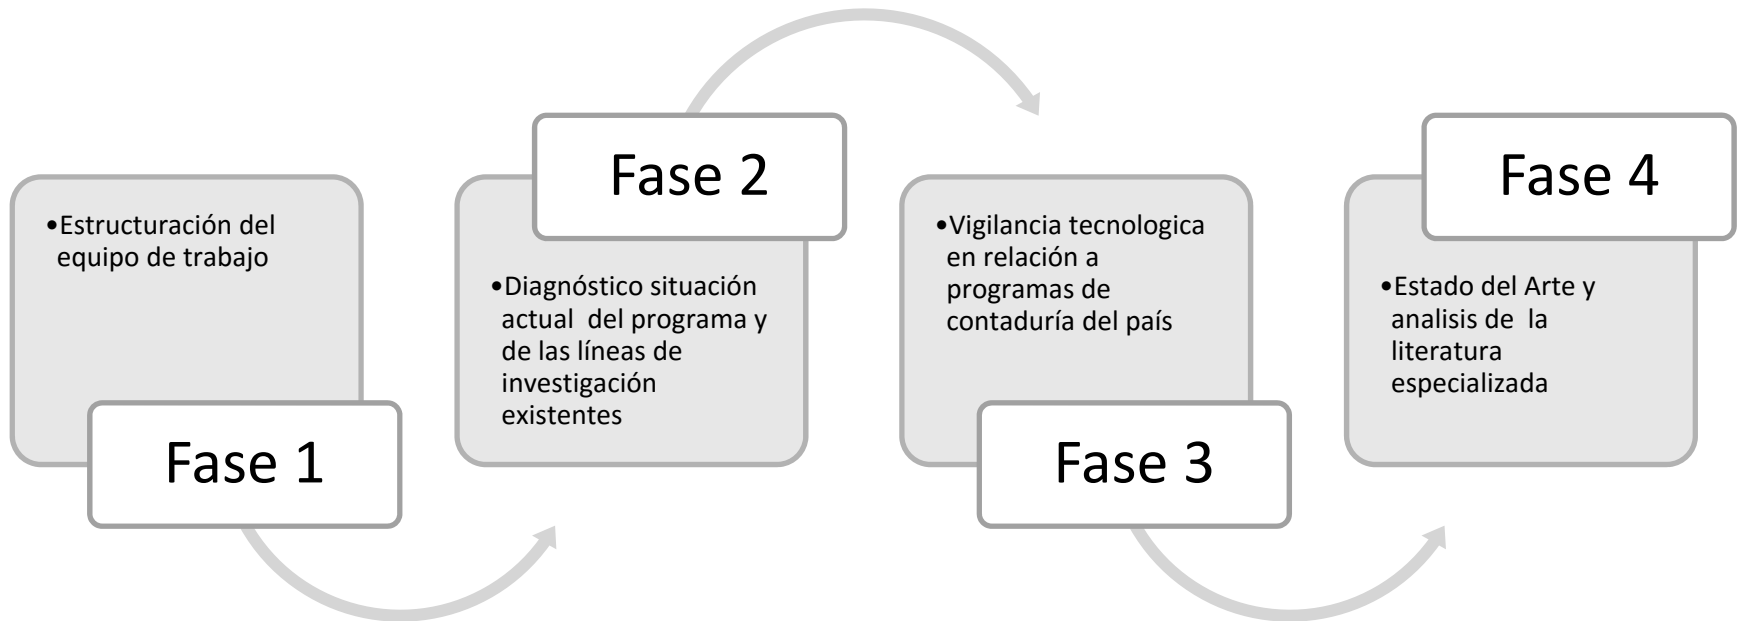 •Estructuración del
equipo de trabajo
Fase 1
Fase 2
•Diagnóstico situación
actual  del programa y
de las líneas de
investigación
existentes
•Vigilancia tecnologica
en relación a
programas de
contaduría del país
Fase 3
Fase 4
•Estado del Arte y
analisis de  la
literatura
especializada